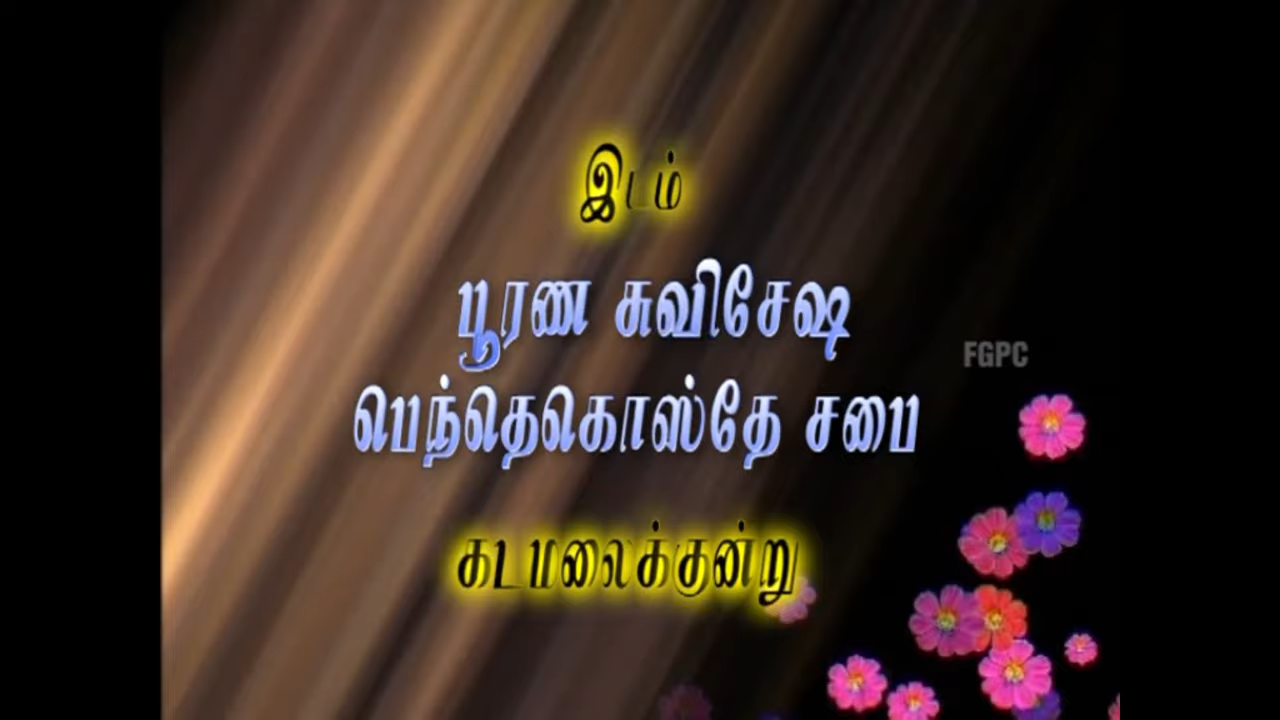 இடம்
பூரண சுவிசேஷ
FGPC
பெந்தெகொஸ்தே சபை
கடமலைக்குன்று